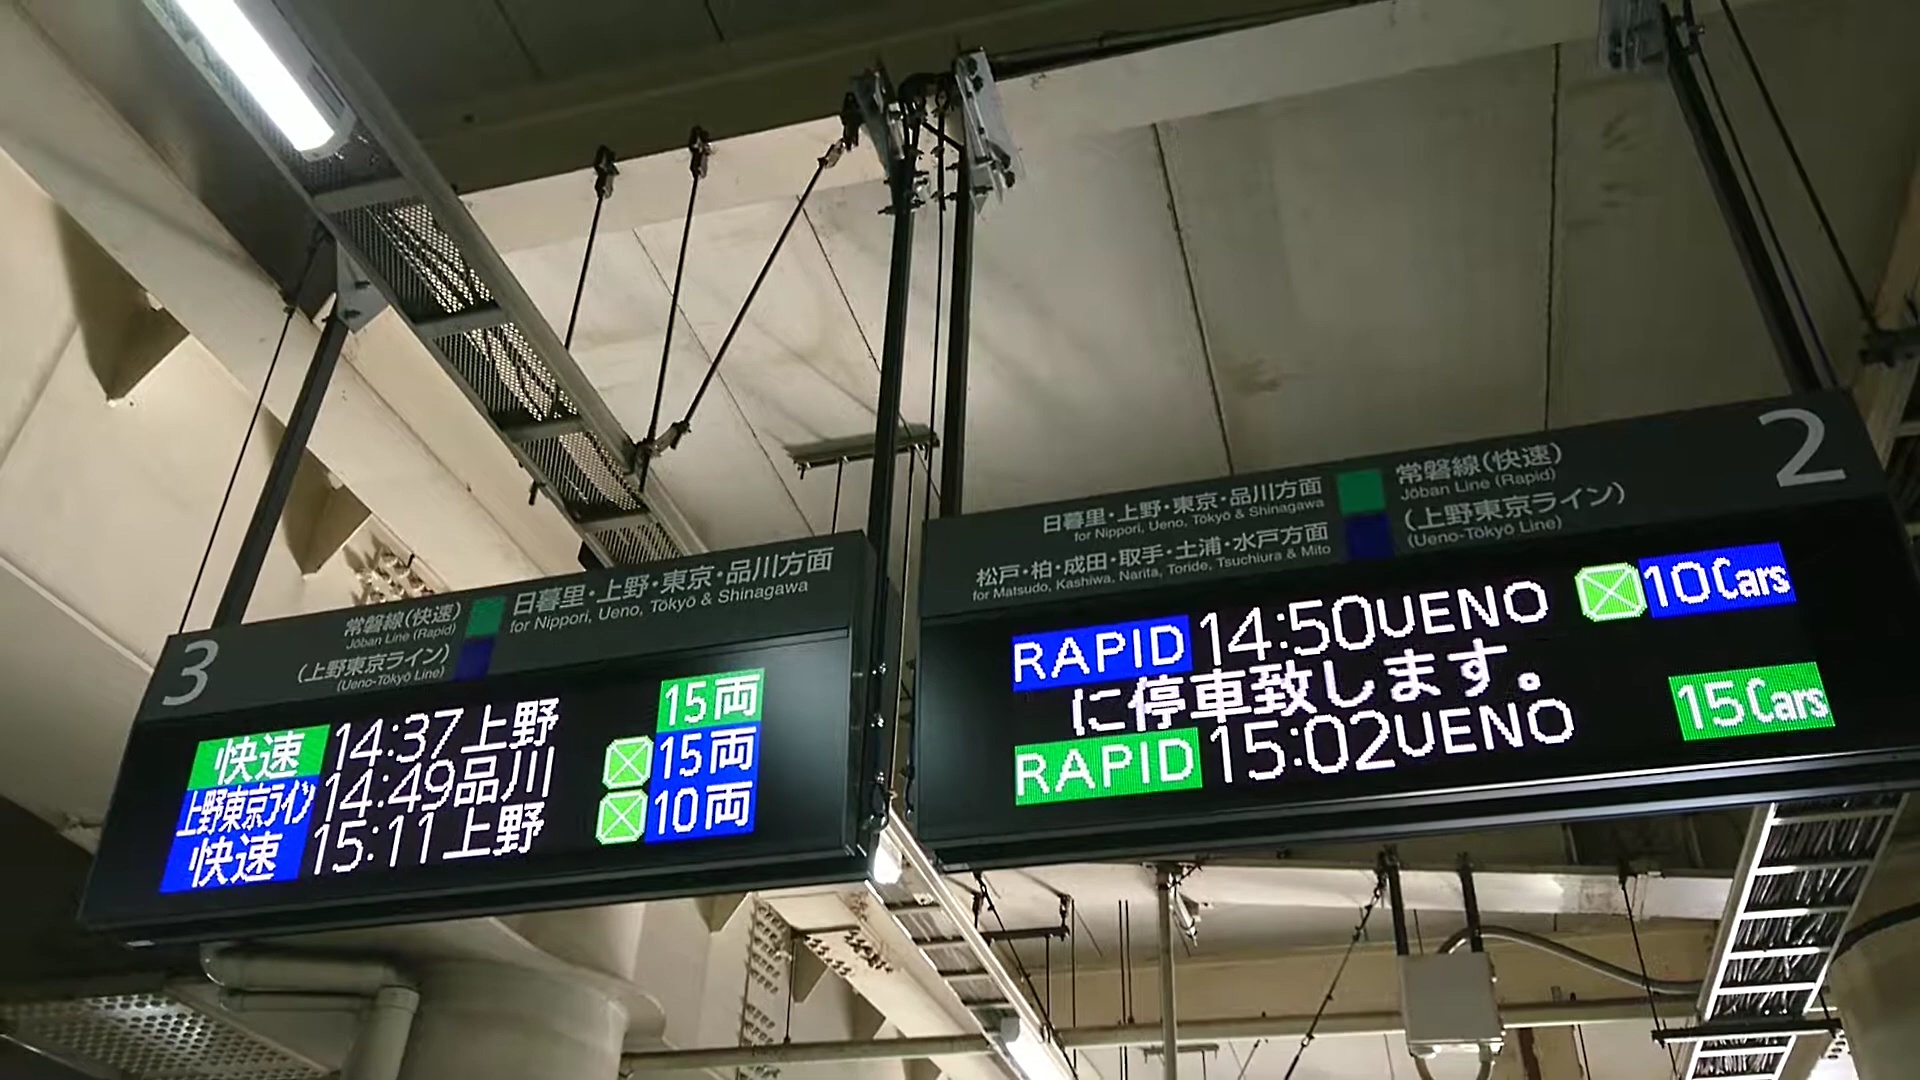 3
常磐線(快速)
Jōban Line (Rapid)
(上野東京ライン)
(Ueno-Tōkyō Line)
日暮里・上野・東京・品川方面
for Nippori, Ueno, Tōkyō & Shinagawa
快速 14:37 上野 15両
上野東京ライン 14:49 品川 15両
快速 15:11 上野 10両
2
日暮里・上野・東京・品川方面
for Nippori, Ueno, Tōkyō & Shinagawa
松戸・柏・成田・取手・土浦・水戸方面
for Matsudo, Kashiwa, Narita, Toride, Tsuchiura & Mito
常磐線(快速)
Jōban Line (Rapid)
(上野東京ライン)
(Ueno-Tōkyō Line)
RAPID 14:50 UENO 10Cars
に停車致します。
RAPID 15:02 UENO 15Cars